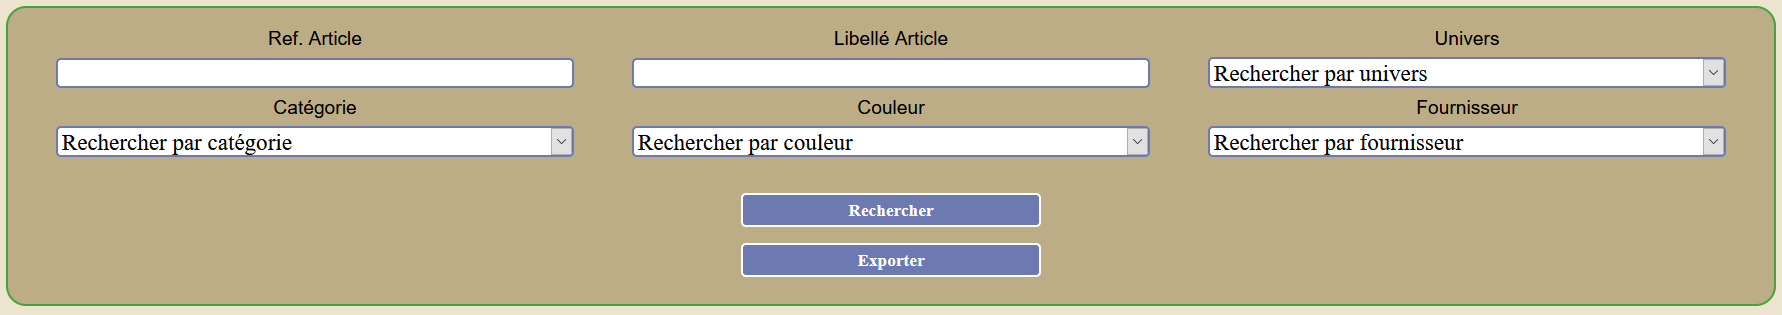 Ref. Article
Libellé Article
Univers
Rechercher par univers
Catégorie
Couleur
Fournisseur
Rechercher par catégorie
Rechercher par couleur
Rechercher par fournisseur
Rechercher
Exporter